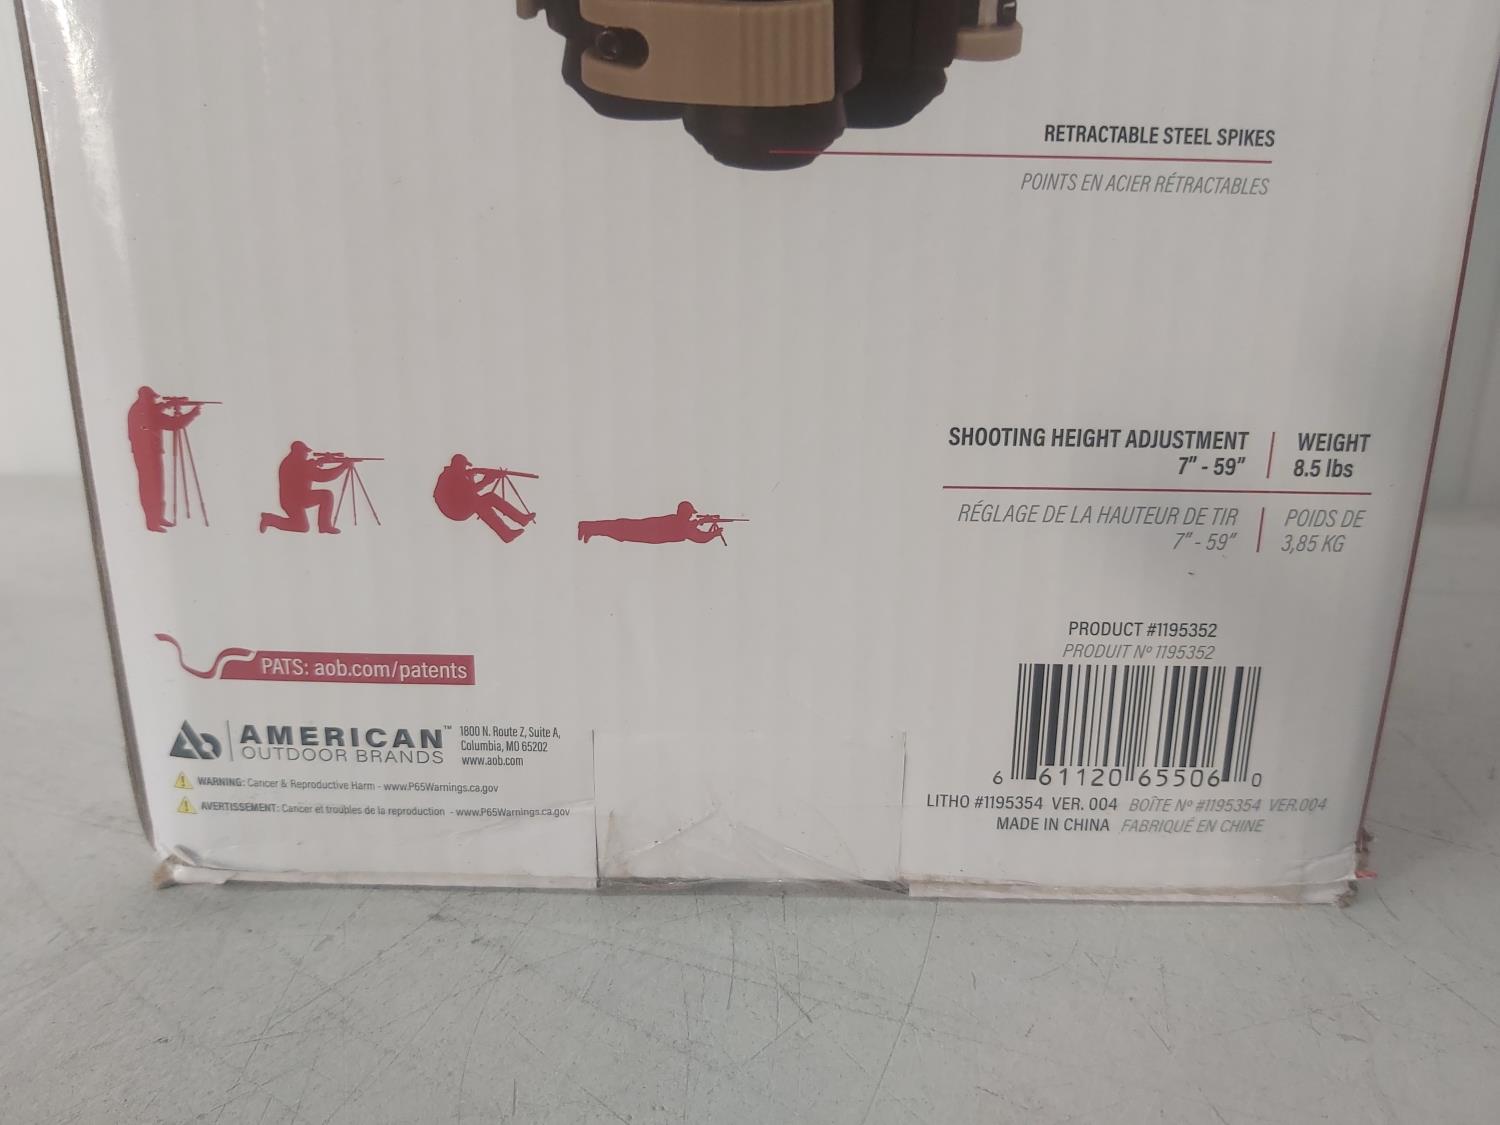 RETRACTABLE STEEL SPIKES
POINTS EN ACIER RÉTRACTABLES
SHOOTING HEIGHT ADJUSTMENT
7" - 59"
WEIGHT
8.5 lbs
RÉGLAGE DE LA HAUTEUR DE TIR
7" - 59"
POIDS DE
3,85 KG
PRODUCT #1195352
PRODUIT Nº 1195352
6 61120 65506 0
LITHO #1195354 VER. 004 BOÎTE Nº #1195354 VER.004
MADE IN CHINA FABRIQUÉ EN CHINE
PATS: aob.com/patents
AMERICAN™
OUTDOOR BRANDS
1800 N. Route Z, Suite A,
Columbia, MO 65202
www.aob.com
WARNING: Cancer & Reproductive Harm - www.P65Warnings.ca.gov
AVERTISSEMENT: Cancer et troubles de la reproduction - www.P65Warnings.ca.gov